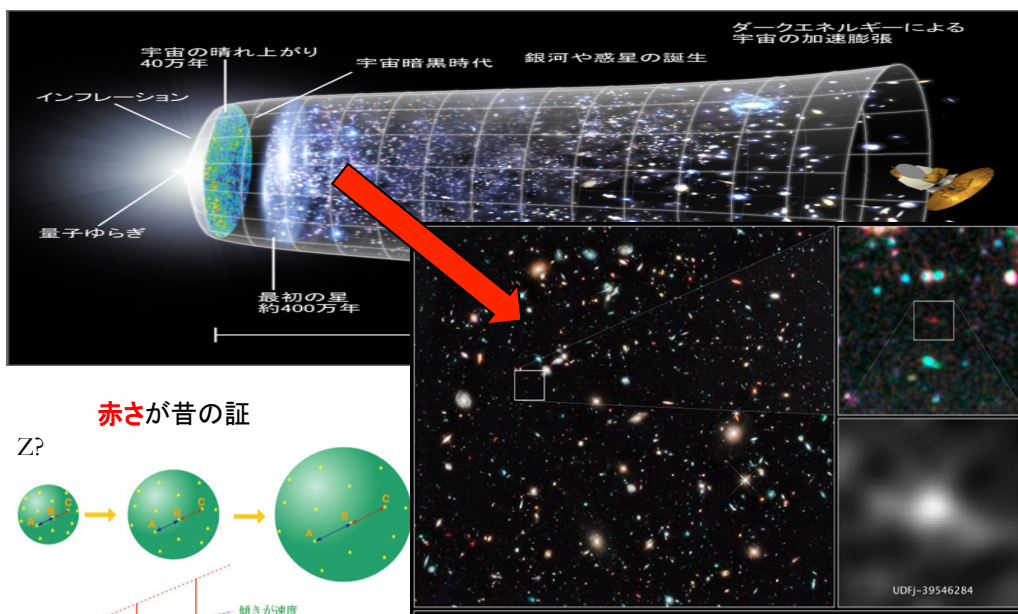 ダークエネルギーによる
宇宙の加速膨張
宇宙の晴れ上がり
40万年
宇宙暗黒時代
銀河や惑星の誕生
インフレーション
量子ゆらぎ
最初の星
約400万年
赤さが昔の証
Z?
A B C
A B C
A B C
傾きが速度
UDFj-39546284